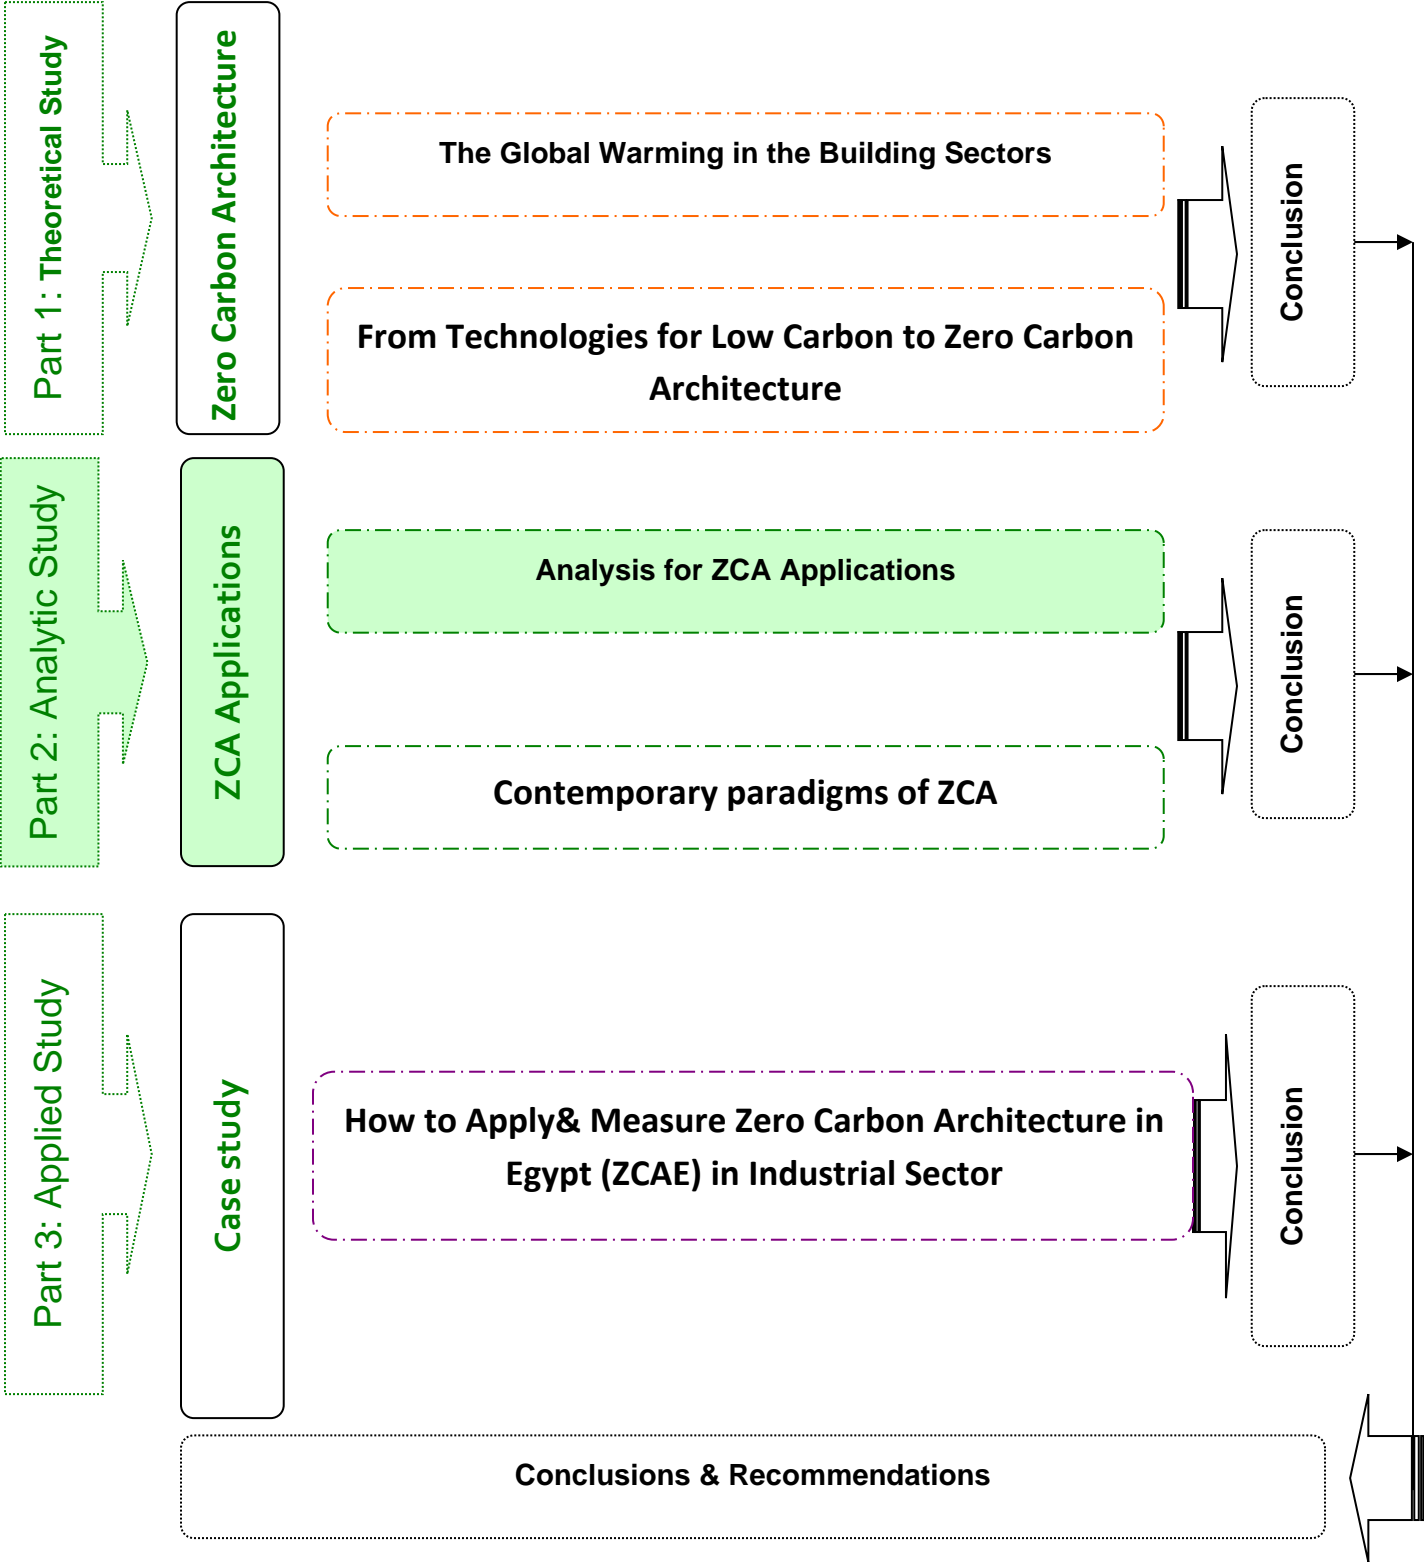 Part 1: Theoretical Study
Zero Carbon Architecture
The Global Warming in the Building Sectors
From Technologies for Low Carbon to Zero Carbon
Architecture
Conclusion
Part 2: Analytic Study
ZCA Applications
Analysis for ZCA Applications
Contemporary paradigms of ZCA
Conclusion
Part 3: Applied Study
Case study
How to Apply& Measure Zero Carbon Architecture in
Egypt (ZCAE) in Industrial Sector
Conclusion
Conclusions & Recommendations